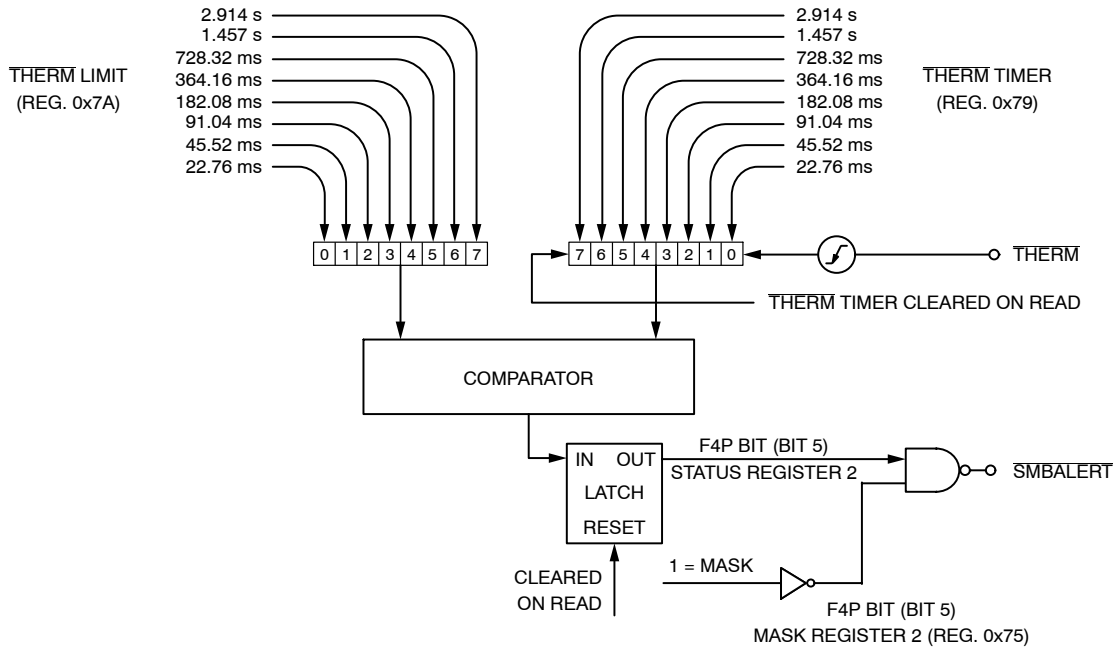 2.914 s
1.457 s
728.32 ms
364.16 ms
182.08 ms
91.04 ms
45.52 ms
22.76 ms
THERM LIMIT
(REG. 0x7A)
2.914 s
1.457 s
728.32 ms
364.16 ms
182.08 ms
91.04 ms
45.52 ms
22.76 ms
THERM TIMER
(REG. 0x79)
0 1 2 3 4 5 6 7
7 6 5 4 3 2 1 0
THERM
THERM TIMER CLEARED ON READ
COMPARATOR
IN OUT
LATCH
RESET
F4P BIT (BIT 5)
STATUS REGISTER 2
SMBALERT
CLEARED
ON READ
1 = MASK
F4P BIT (BIT 5)
MASK REGISTER 2 (REG. 0x75)